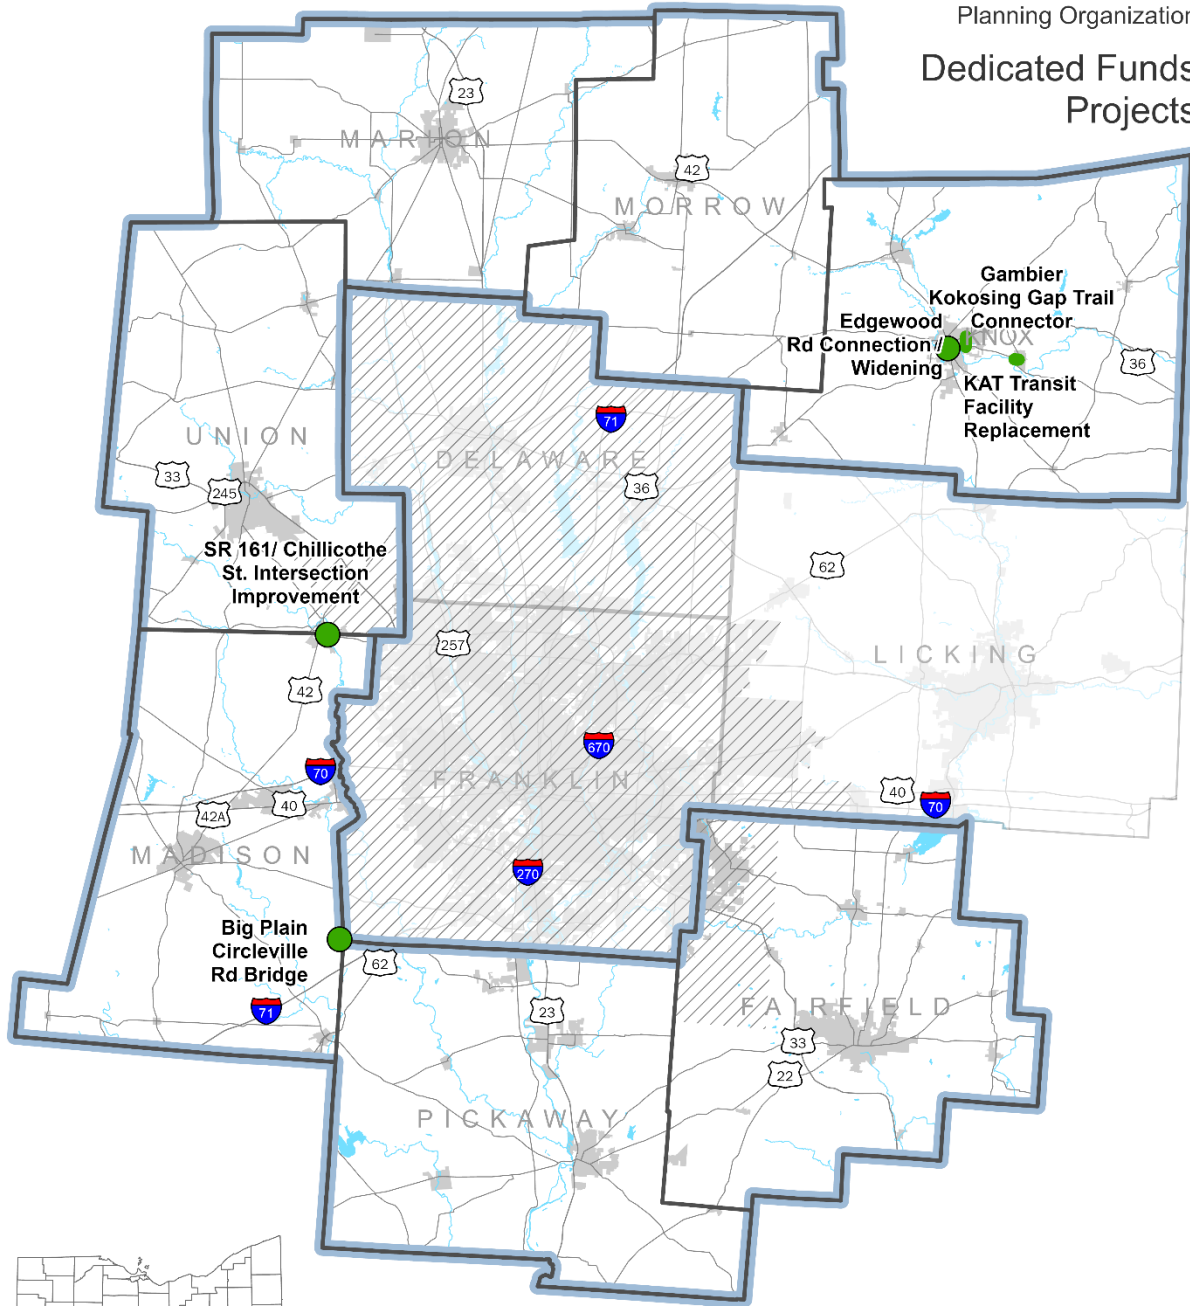 Planning Organization
Dedicated Funds
Projects
23
MARION
42
MORROW
Gambier
Kokosing Gap Trail
Connector
Edgewood
Rd Connection /
Widening
KNOX
36
KAT Transit
Facility
Replacement
71
UNION
DELAWARE
33
245
36
SR 161/ Chillicothe
St. Intersection
Improvement
62
257
LICKING
42
670
70
FRANKLIN
40
70
40
42A
MADISON
270
Big Plain
Circleville
Rd Bridge
62
71
23
FAIRFIELD
33
22
PICKAWAY